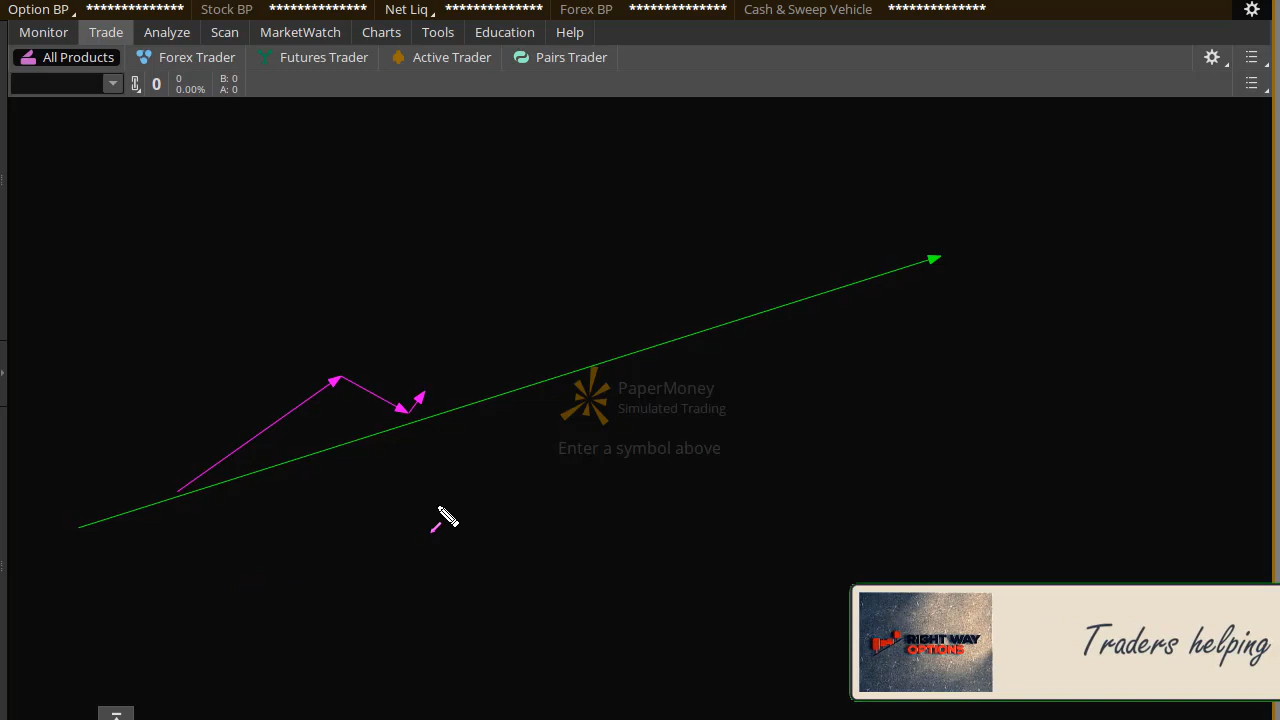 Option BP ************** Stock BP ************** Net Liq ************** Forex BP ************** Cash & Sweep Vehicle **************
Monitor Trade Analyze Scan MarketWatch Charts Tools Education Help
All Products Forex Trader Futures Trader Active Trader Pairs Trader
0 0 B: 0
0.00% A: 0
PaperMoney
Simulated Trading
Enter a symbol above
RIGHT WAY
OPTIONS
Traders helping